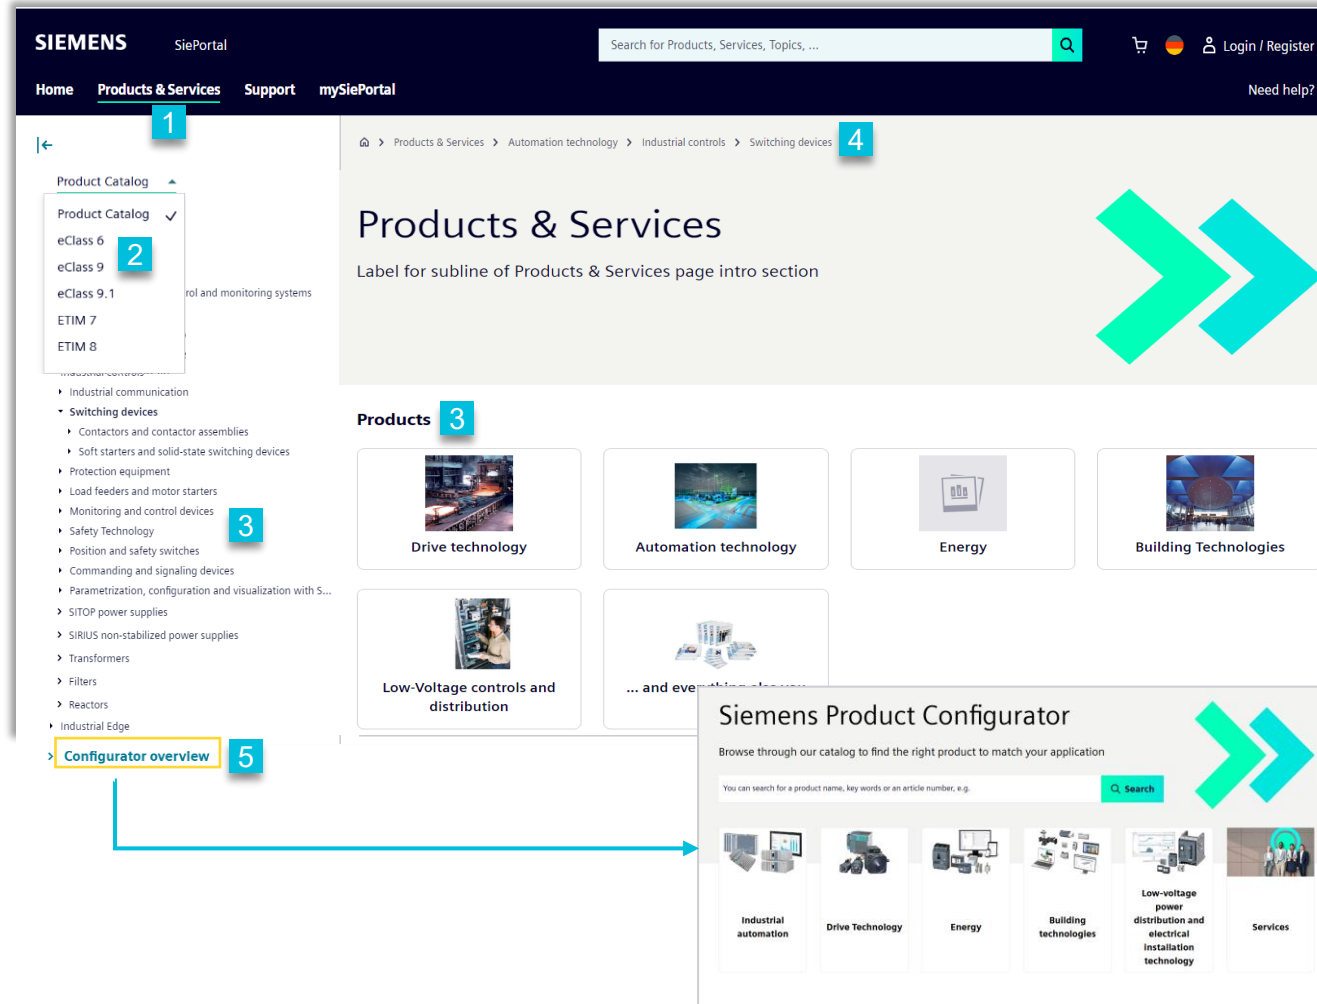 SIEMENS
SiePortal
Search for Products, Services, Topics, ...
Login / Register
Home Products & Services Support mySiePortal
Need help?
1
Products & Services > Automation technology > Industrial controls > Switching devices
4
Product Catalog
Product Catalog
eClass 6
2
eClass 9
eClass 9.1
rol and monitoring systems
ETIM 7
ETIM 8
Industrial communication
Switching devices
Contactors and contactor assemblies
Soft starters and solid-state switching devices
Protection equipment
Load feeders and motor starters
Monitoring and control devices
Safety Technology
3
Position and safety switches
Commanding and signaling devices
Parametrization, configuration and visualization with S...
SITOP power supplies
SIRIUS non-stabilized power supplies
Transformers
Filters
Reactors
Industrial Edge
Configurator overview
5
Products & Services
Label for subline of Products & Services page intro section
Products
3
Drive technology
Automation technology
Energy
Building Technologies
Low-Voltage controls and
distribution
... and everything else you
Siemens Product Configurator
Browse through our catalog to find the right product to match your application
You can search for a product name, key words or an article number, e.g.
Search
Industrial
automation
Drive Technology
Energy
Building
technologies
Low-voltage
power
distribution and
electrical
installation
technology
Services